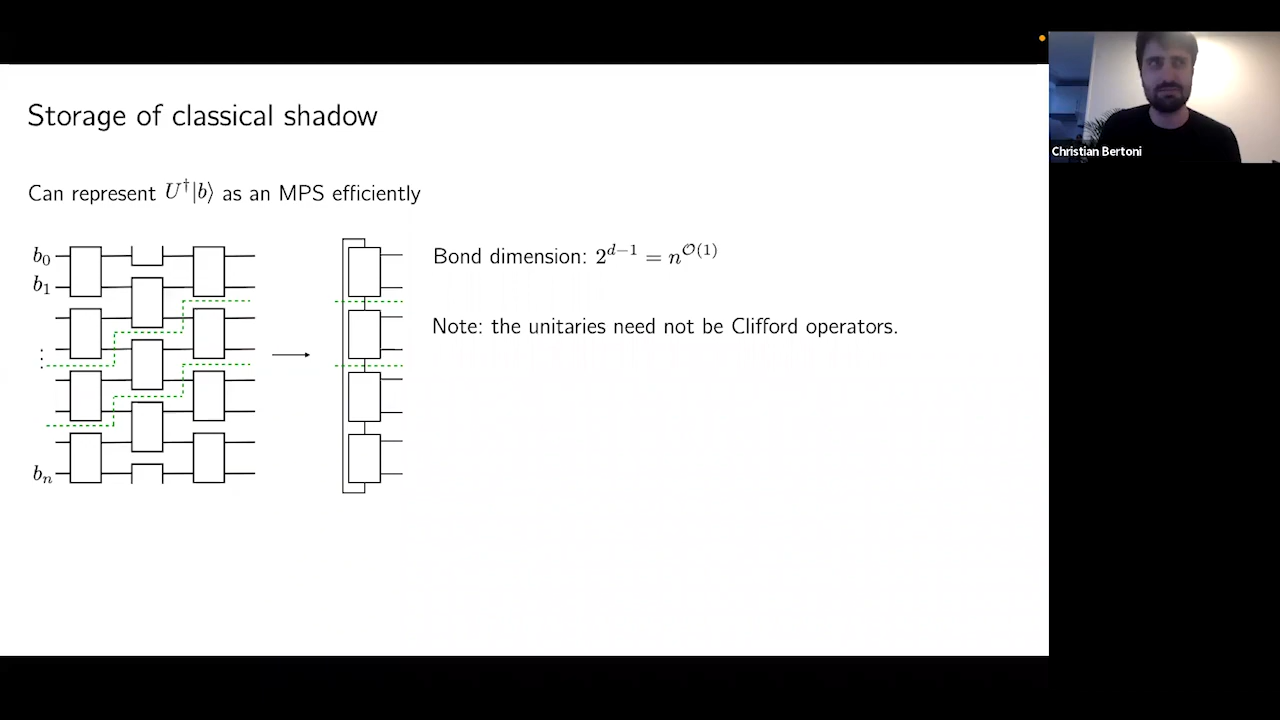 Storage of classical shadow
Can represent U†|b⟩ as an MPS efficiently
b₀
b₁
⋮
bₙ
Bond dimension: 2^{d−1} = n^{𝒪(1)}
Note: the unitaries need not be Clifford operators.
Christian Bertoni